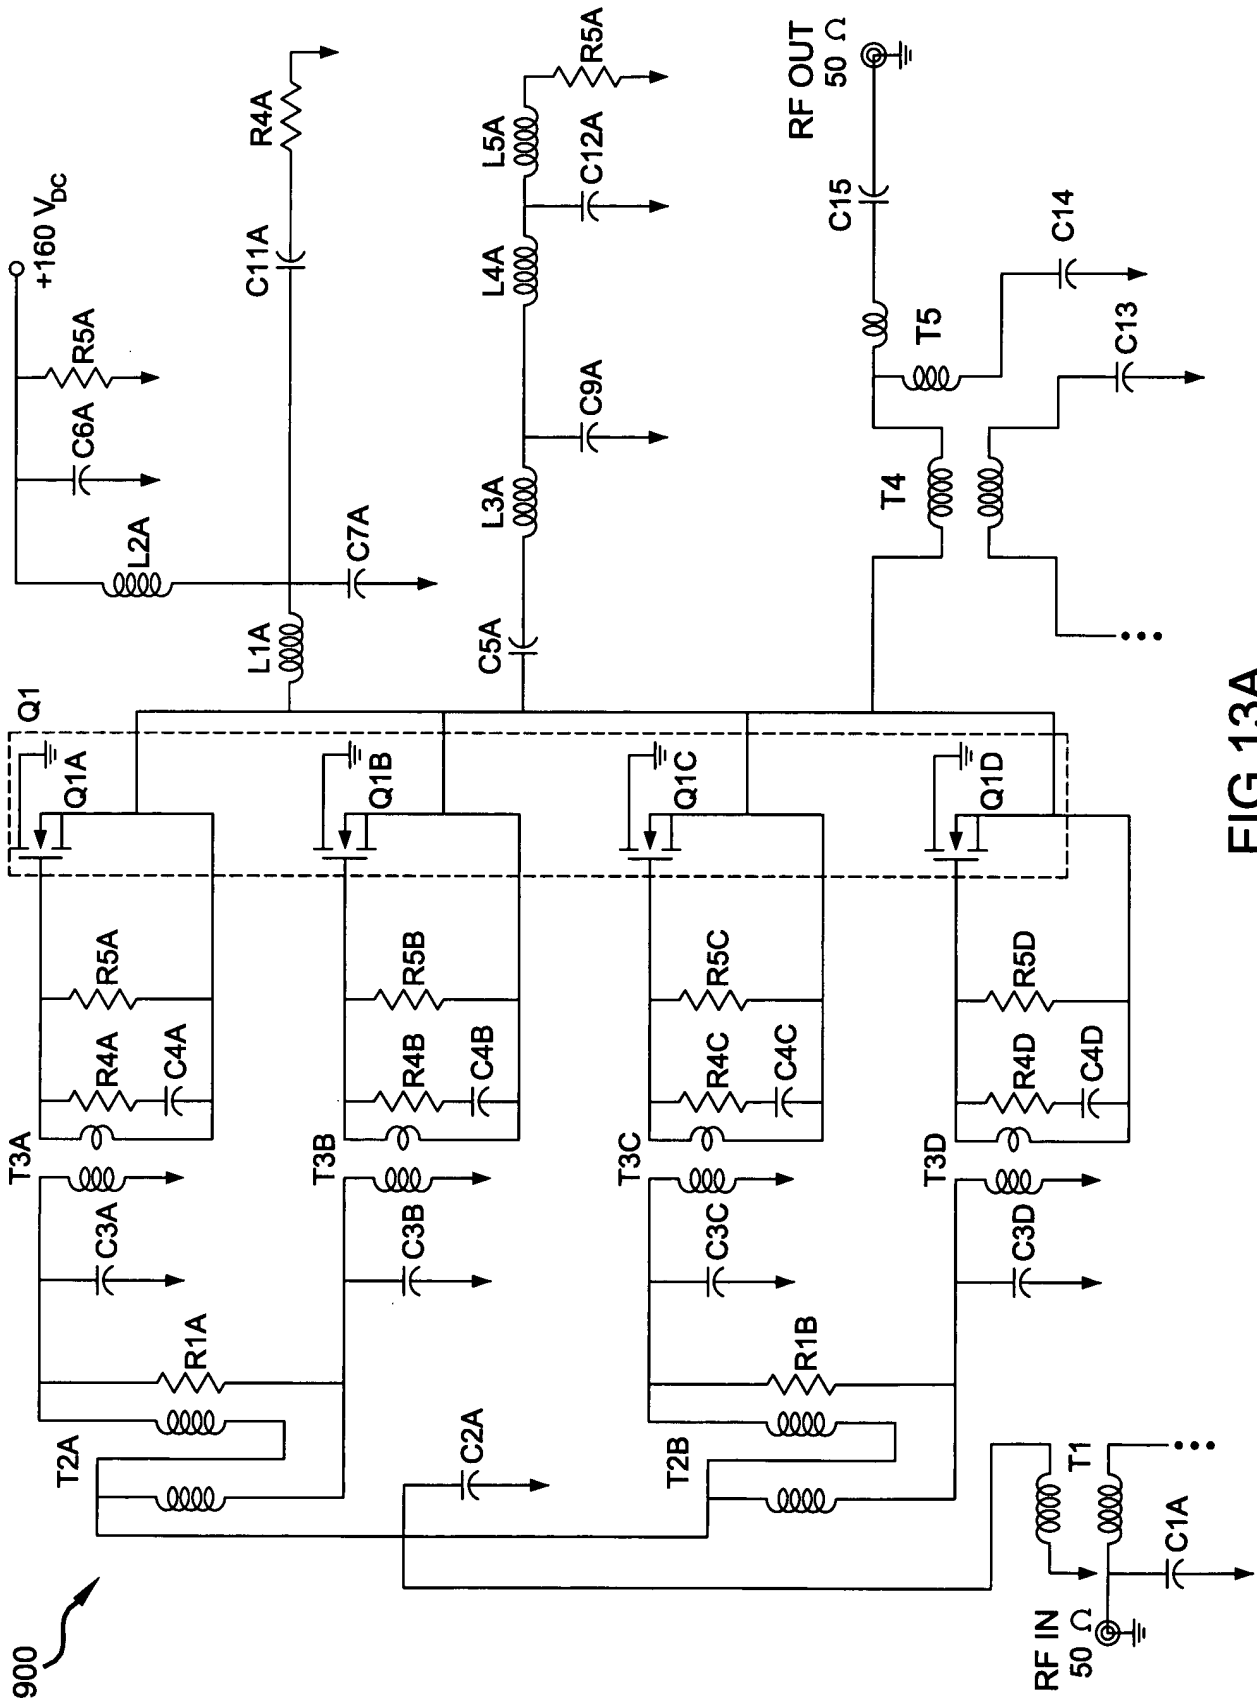 900
+160 VDC
C6A
R5A
L2A
C7A
L1A
C11A
R4A
Q1
C5A
L3A
C9A
L4A
C12A
L5A
R5A
T2A
R1A
C3A
T3A
R4A
C4A
R5A
Q1A
C3B
T3B
R4B
C4B
R5B
Q1B
C2A
T2B
R1B
C3C
T3C
R4C
C4C
R5C
Q1C
C3D
T3D
R4D
C4D
R5D
Q1D
T4
T5
C13
C14
C15
RF OUT
50 Ω
RF IN
50 Ω
C1A
T1
FIG 13A